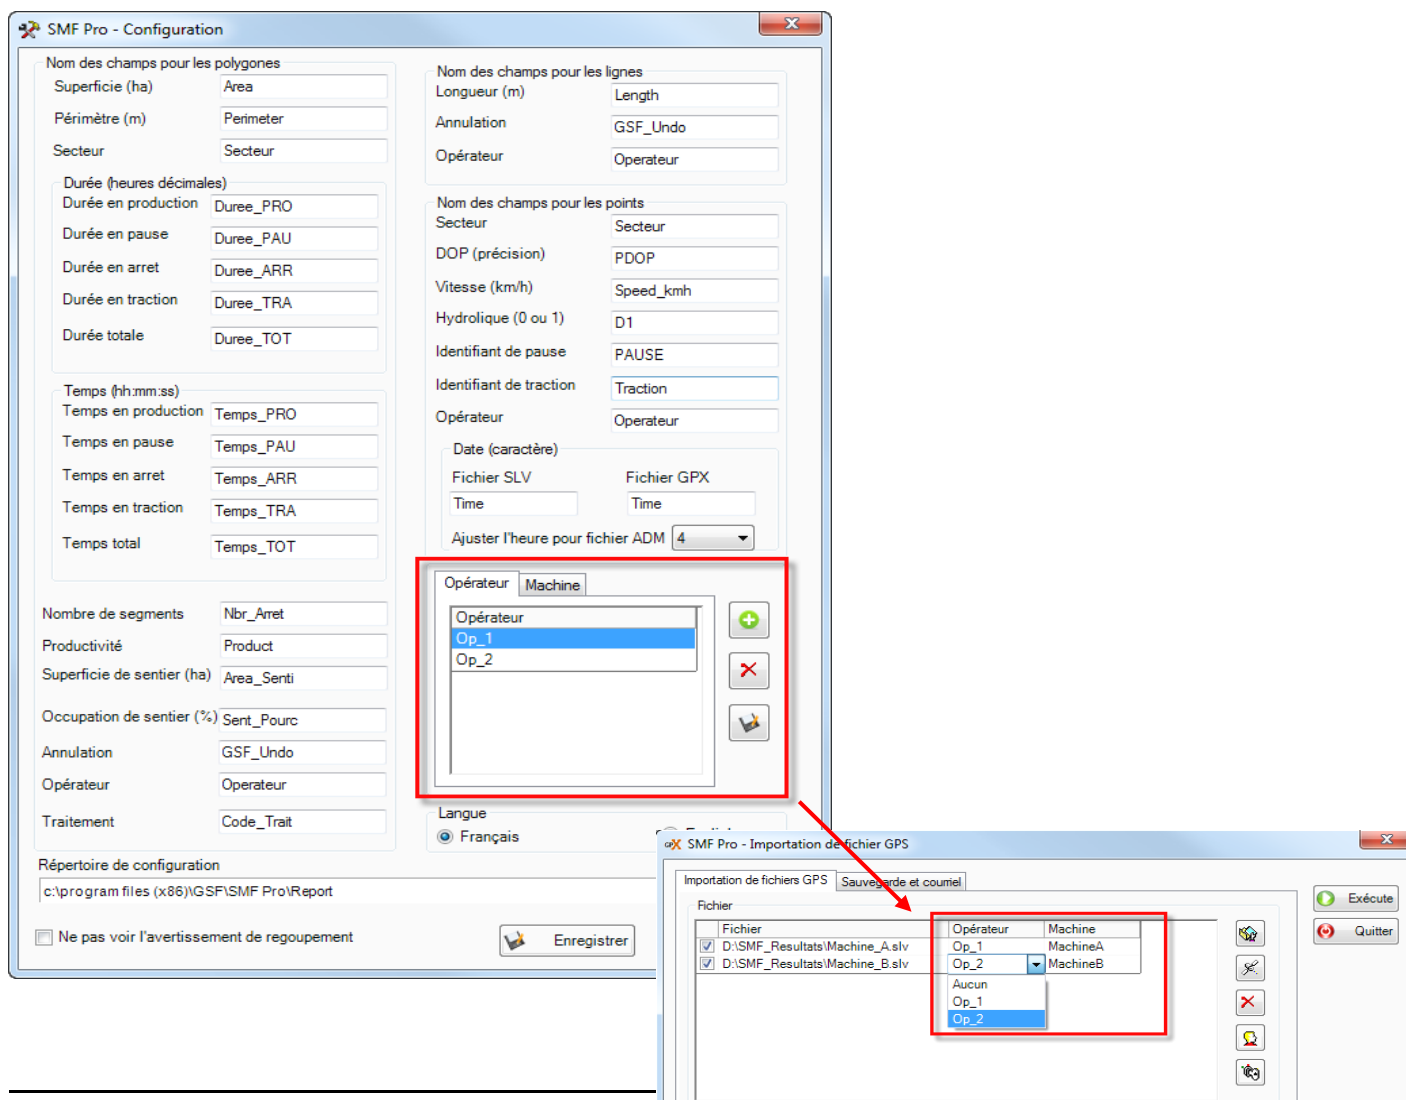 SMF Pro - Configuration
Nom des champs pour les polygones
Superficie (ha) Area
Périmètre (m) Perimeter
Secteur Secteur
Durée (heures décimales)
Durée en production Duree_PRO
Durée en pause Duree_PAU
Durée en arret Duree_ARR
Durée en traction Duree_TRA
Durée totale Duree_TOT
Temps (hh:mm:ss)
Temps en production Temps_PRO
Temps en pause Temps_PAU
Temps en arret Temps_ARR
Temps en traction Temps_TRA
Temps total Temps_TOT
Nombre de segments Nbr_Arret
Productivité Product
Superficie de sentier (ha) Area_Senti
Occupation de sentier (%) Sent_Pourc
Annulation GSF_Undo
Opérateur Operateur
Traitement Code_Trait
Nom des champs pour les lignes
Longueur (m) Length
Annulation GSF_Undo
Opérateur Operateur
Nom des champs pour les points
Secteur Secteur
DOP (précision) PDOP
Vitesse (km/h) Speed_kmh
Hydrolique (0 ou 1) D1
Identifiant de pause PAUSE
Identifiant de traction Traction
Opérateur Operateur
Date (caractère)
Fichier SLV Fichier GPX
Time Time
Ajuster l'heure pour fichier ADM 4
Opérateur Machine
Opérateur
Op_1
Op_2
Langue
Français
Répertoire de configuration
c:\program files (x86)\GSF\SMF Pro\Report
Ne pas voir l'avertissement de regoupement
Enregistrer
GPX SMF Pro - Importation de fichier GPS
Importation de fichiers GPS Sauvegarde et courriel
Fichier
Fichier Opérateur Machine
D:\SMF_Resultats\Machine_A.slv Op_1 MachineA
D:\SMF_Resultats\Machine_B.slv Op_2 MachineB
Aucun
Op_1
Op_2
Exécute
Quitter